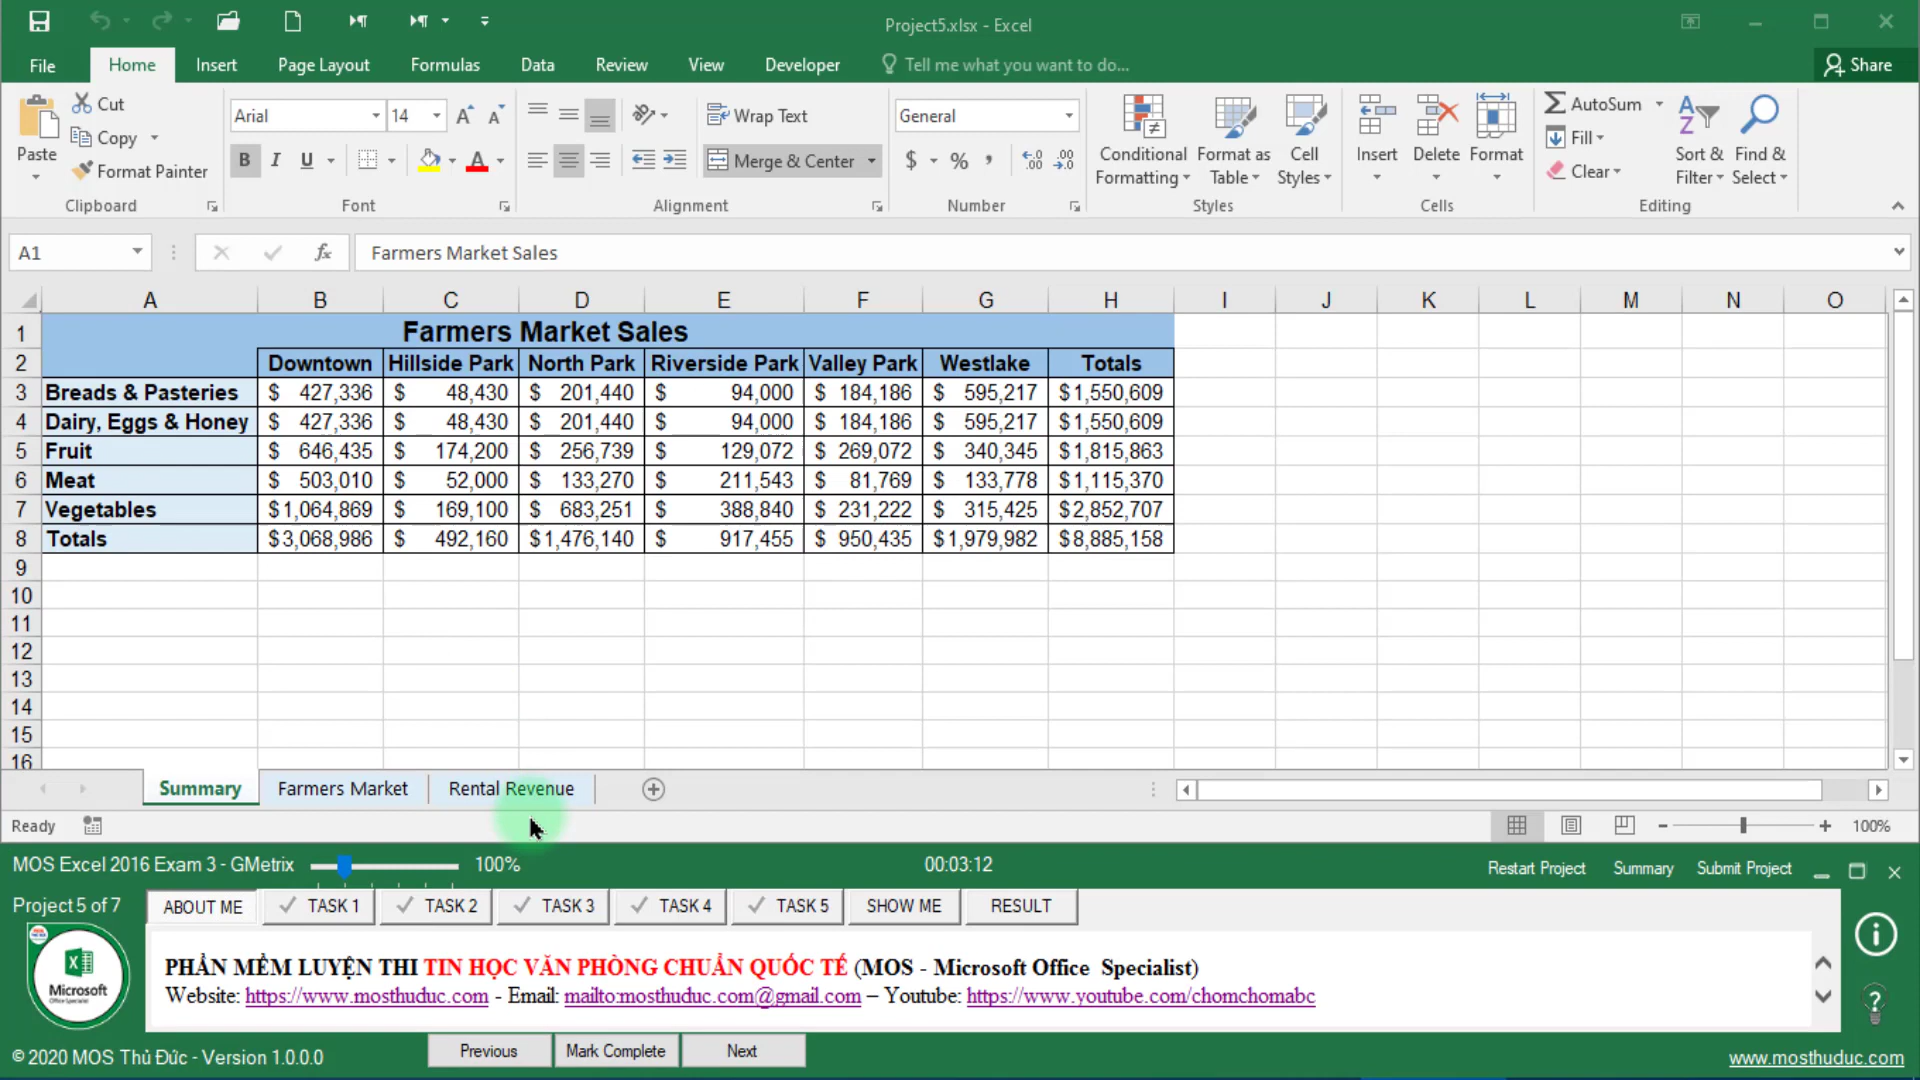 Project5.xlsx - Excel
File Home Insert Page Layout Formulas Data Review View Developer Tell me what you want to do... Share
Paste Cut Copy Format Painter Clipboard
Arial 14 B I U A Font
Wrap Text Merge & Center Alignment
General $ % , Number
Conditional Formatting Format as Table Cell Styles Styles
Insert Delete Format Cells
AutoSum Fill Clear Sort & Filter Find & Select Editing
A1 fx Farmers Market Sales
A B C D E F G H I J K L M N O
1 Farmers Market Sales
2 Downtown Hillside Park North Park Riverside Park Valley Park Westlake Totals
3 Breads & Pasteries $ 427,336 $ 48,430 $ 201,440 $ 94,000 $ 184,186 $ 595,217 $1,550,609
4 Dairy, Eggs & Honey $ 427,336 $ 48,430 $ 201,440 $ 94,000 $ 184,186 $ 595,217 $1,550,609
5 Fruit $ 646,435 $ 174,200 $ 256,739 $ 129,072 $ 269,072 $ 340,345 $1,815,863
6 Meat $ 503,010 $ 52,000 $ 133,270 $ 211,543 $ 81,769 $ 133,778 $1,115,370
7 Vegetables $1,064,869 $ 169,100 $ 683,251 $ 388,840 $ 231,222 $ 315,425 $2,852,707
8 Totals $3,068,986 $ 492,160 $1,476,140 $ 917,455 $ 950,435 $1,979,982 $8,885,158
9
10
11
12
13
14
15
16
Summary Farmers Market Rental Revenue
Ready 100%
MOS Excel 2016 Exam 3 - GMetrix 100% 00:03:12 Restart Project Summary Submit Project
Project 5 of 7 ABOUT ME TASK 1 TASK 2 TASK 3 TASK 4 TASK 5 SHOW ME RESULT
PHẦN MỀM LUYỆN THI TIN HỌC VĂN PHÒNG CHUẨN QUỐC TẾ (MOS - Microsoft Office Specialist)
Website: https://www.mosthuduc.com - Email: mailto:mosthuduc.com@gmail.com – Youtube: https://www.youtube.com/chomchomabc
Microsoft
Previous Mark Complete Next
© 2020 MOS Thủ Đức - Version 1.0.0.0 www.mosthuduc.com